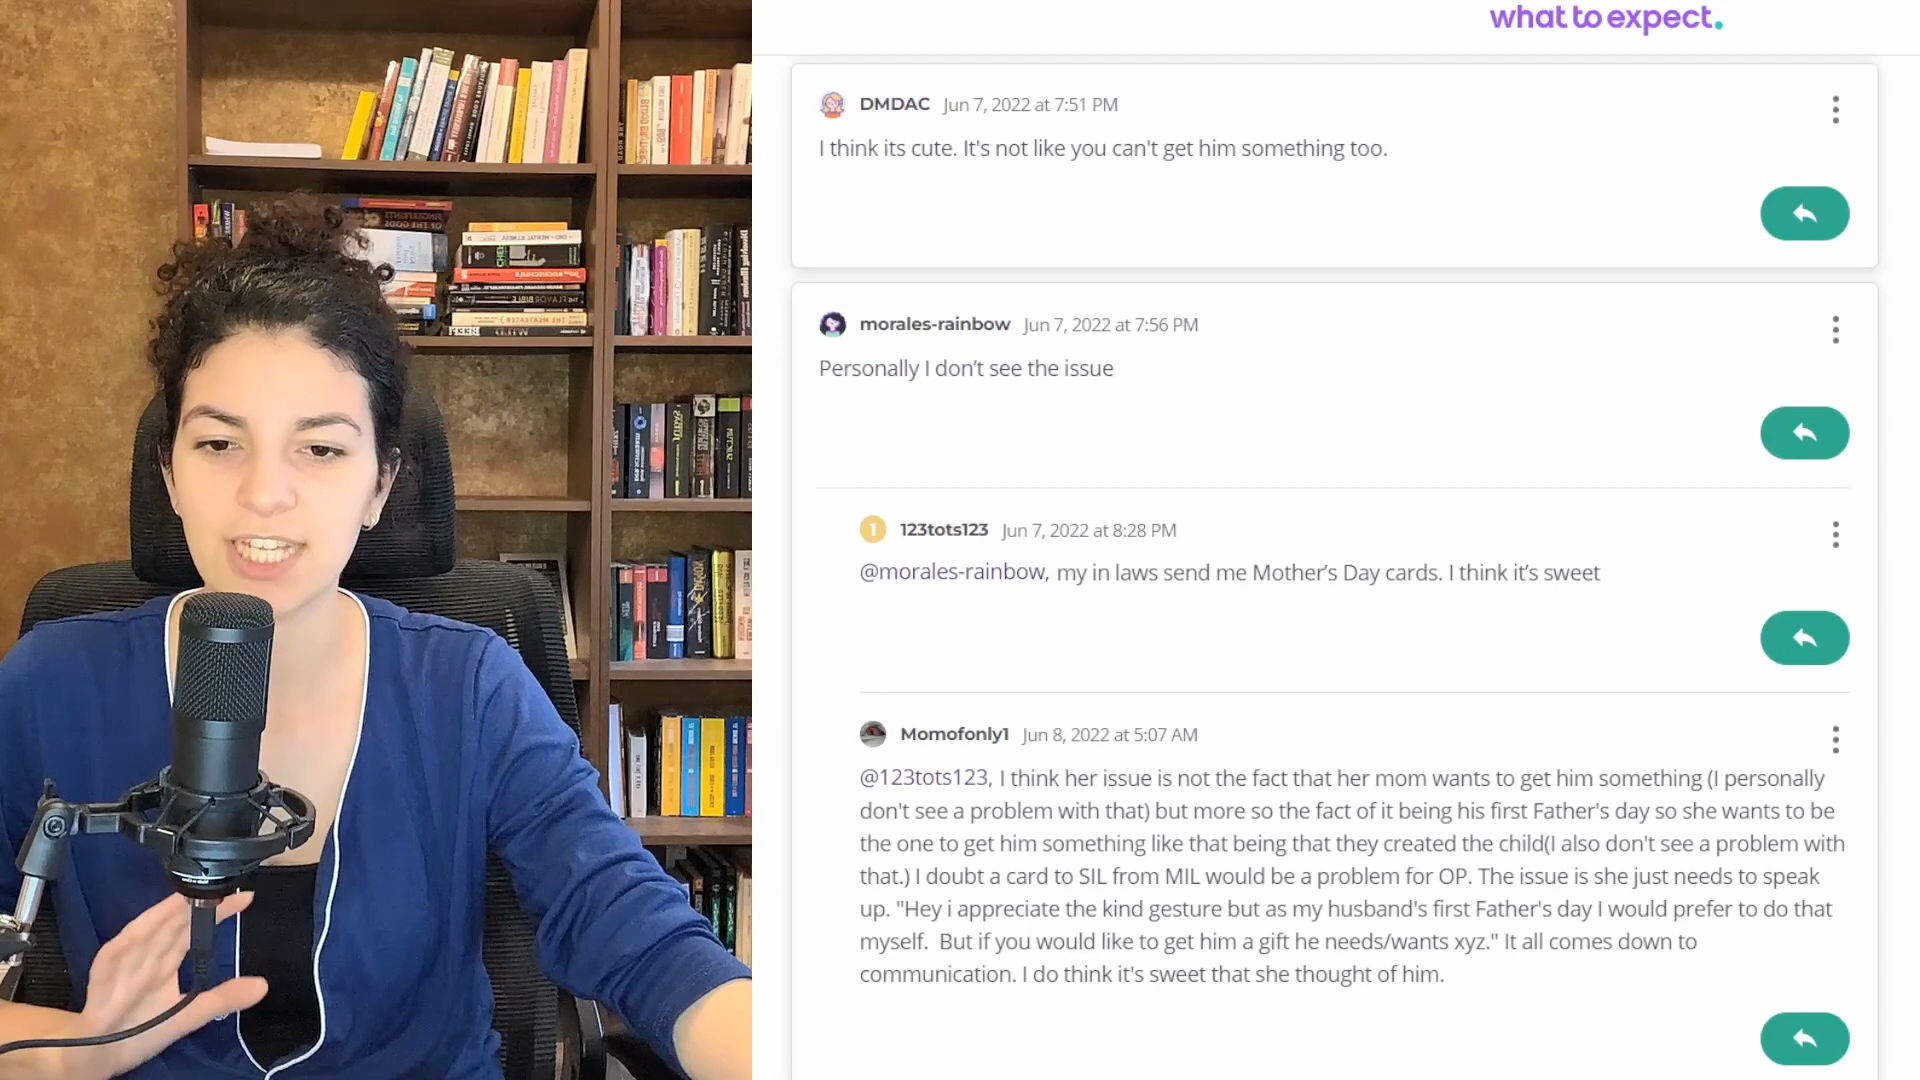 what to expect.
DMDAC Jun 7, 2022 at 7:51 PM
I think its cute. It's not like you can't get him something too.
morales-rainbow Jun 7, 2022 at 7:56 PM
Personally I don’t see the issue
1 123tots123 Jun 7, 2022 at 8:28 PM
@morales-rainbow, my in laws send me Mother’s Day cards. I think it’s sweet
Momofonly1 Jun 8, 2022 at 5:07 AM
@123tots123, I think her issue is not the fact that her mom wants to get him something (I personally
don't see a problem with that) but more so the fact of it being his first Father's day so she wants to be
the one to get him something like that being that they created the child(I also don't see a problem with
that.) I doubt a card to SIL from MIL would be a problem for OP. The issue is she just needs to speak
up. "Hey i appreciate the kind gesture but as my husband's first Father's day I would prefer to do that
myself.  But if you would like to get him a gift he needs/wants xyz." It all comes down to
communication. I do think it's sweet that she thought of him.